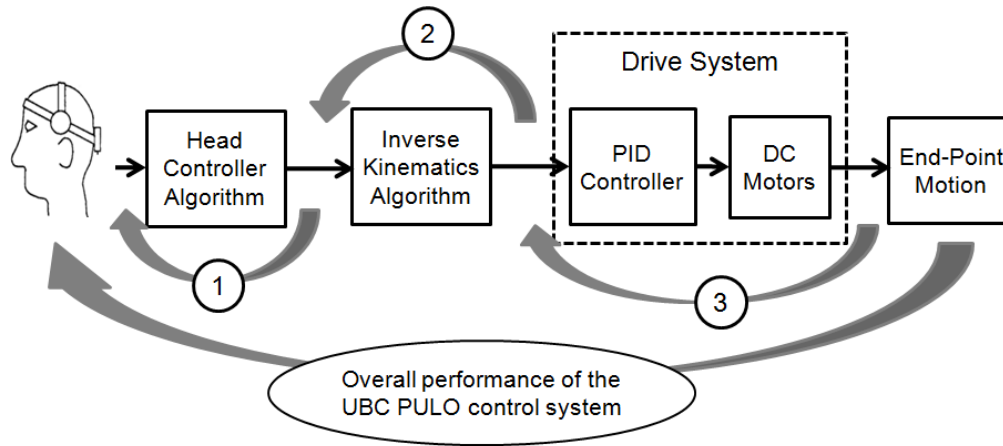 2
Drive System
Head
Controller
Algorithm
Inverse
Kinematics
Algorithm
PID
Controller
DC
Motors
End-Point
Motion
1
3
Overall performance of the
UBC PULO control system